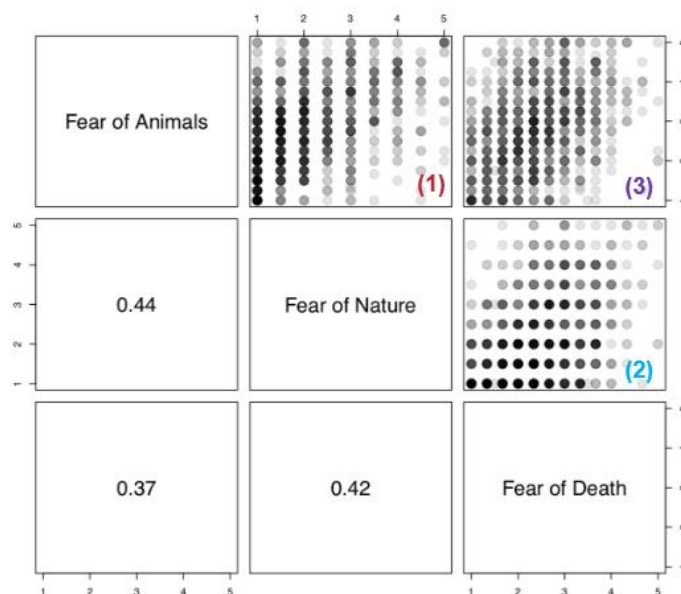 1 2 3 4 5
Fear of Animals
(1)
(3)
5
4
3
2
1
0.44
Fear of Nature
(2)
0.37
0.42
Fear of Death
1 2 3 4 5
1 2 3 4 5